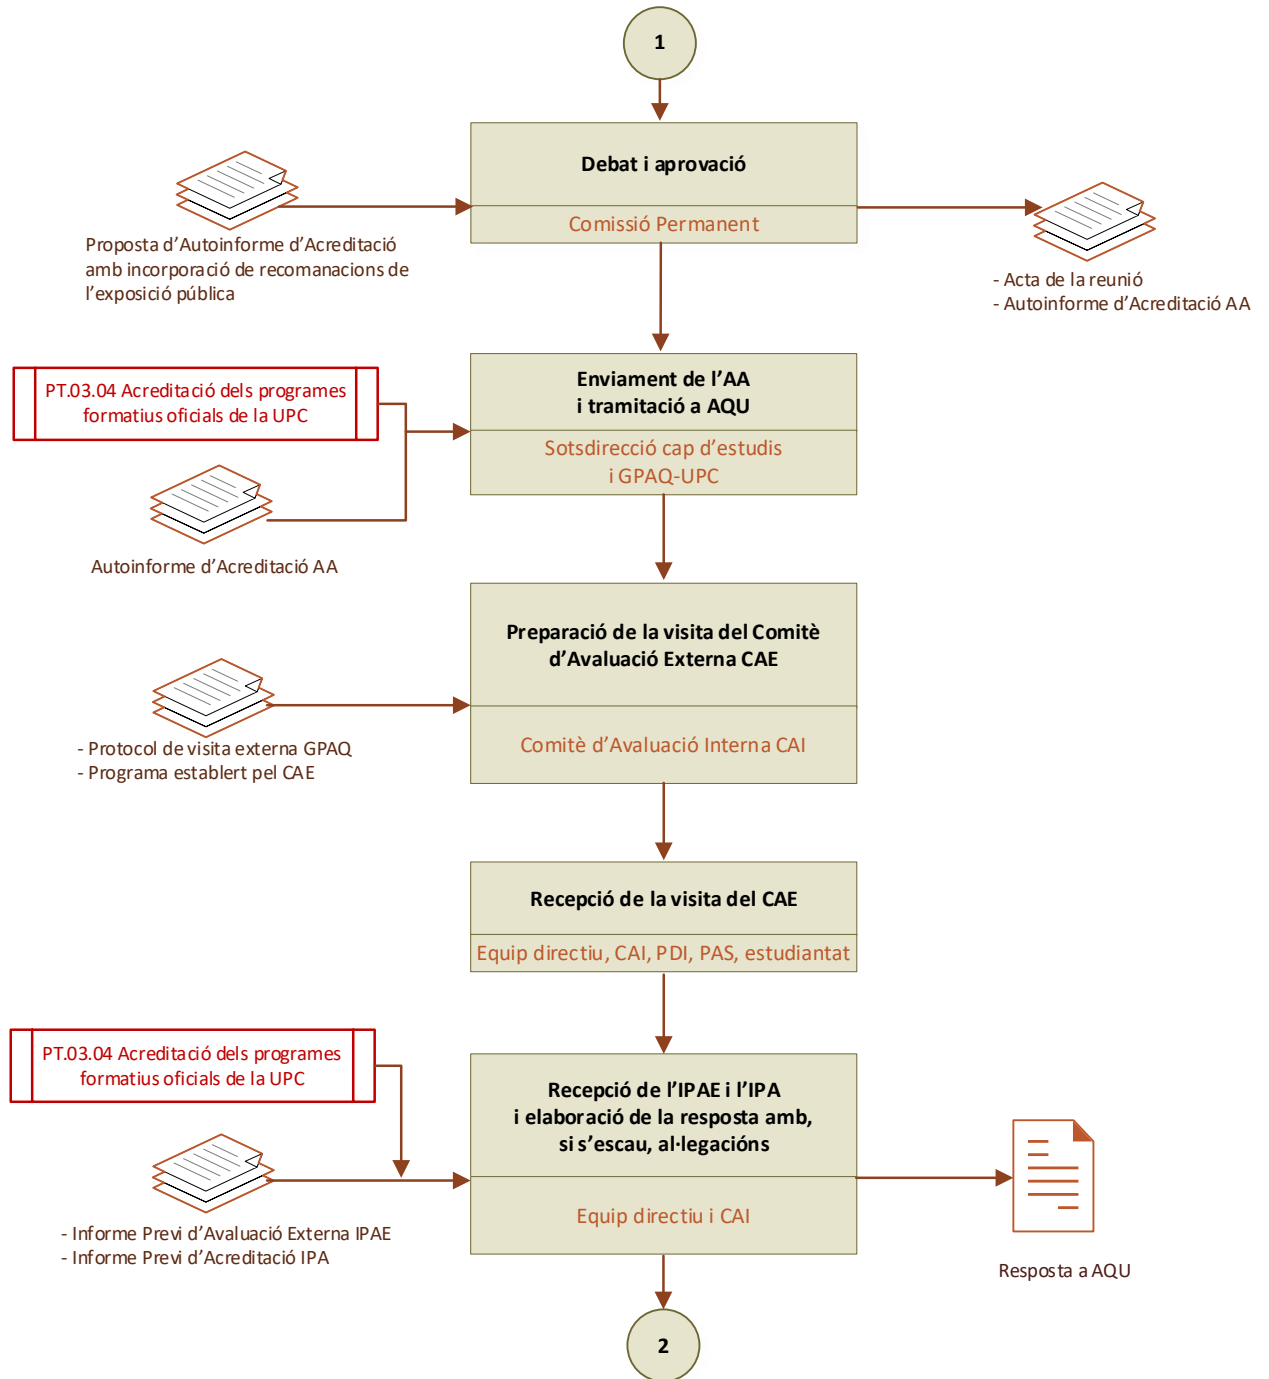 1
Debat i aprovació
Comissió Permanent
Proposta d’Autoinforme d’Acreditació
amb incorporació de recomanacions de
l’exposició pública
- Acta de la reunió
- Autoinforme d’Acreditació AA
PT.03.04 Acreditació dels programes
formatius oficials de la UPC
Enviament de l’AA
i tramitació a AQU
Sotsdirecció cap d’estudis
i GPAQ-UPC
Autoinforme d’Acreditació AA
Preparació de la visita del Comitè
d’Avaluació Externa CAE
Comitè d’Avaluació Interna CAI
- Protocol de visita externa GPAQ
- Programa establert pel CAE
Recepció de la visita del CAE
Equip directiu, CAI, PDI, PAS, estudiantat
PT.03.04 Acreditació dels programes
formatius oficials de la UPC
Recepció de l’IPAE i l’IPA
i elaboració de la resposta amb,
si s’escau, al·legacións
Equip directiu i CAI
- Informe Previ d’Avaluació Externa IPAE
- Informe Previ d’Acreditació IPA
Resposta a AQU
2